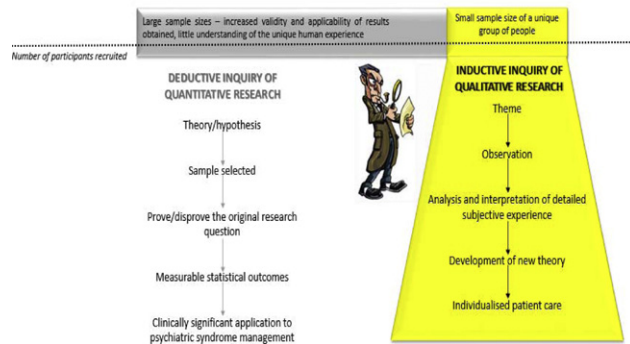 Large sample sizes – increased validity and applicability of results
obtained, little understanding of the unique human experience
Small sample size of a unique
group of people
Number of participants recruited
DEDUCTIVE INQUIRY OF
QUANTITATIVE RESEARCH
Theory/hypothesis
Sample selected
Prove/disprove the original research
question
Measurable statistical outcomes
Clinically significant application to
psychiatric syndrome management
INDUCTIVE INQUIRY OF
QUALITATIVE RESEARCH
Theme
Observation
Analysis and interpretation of detailed
subjective experience
Development of new theory
Individualised patient care